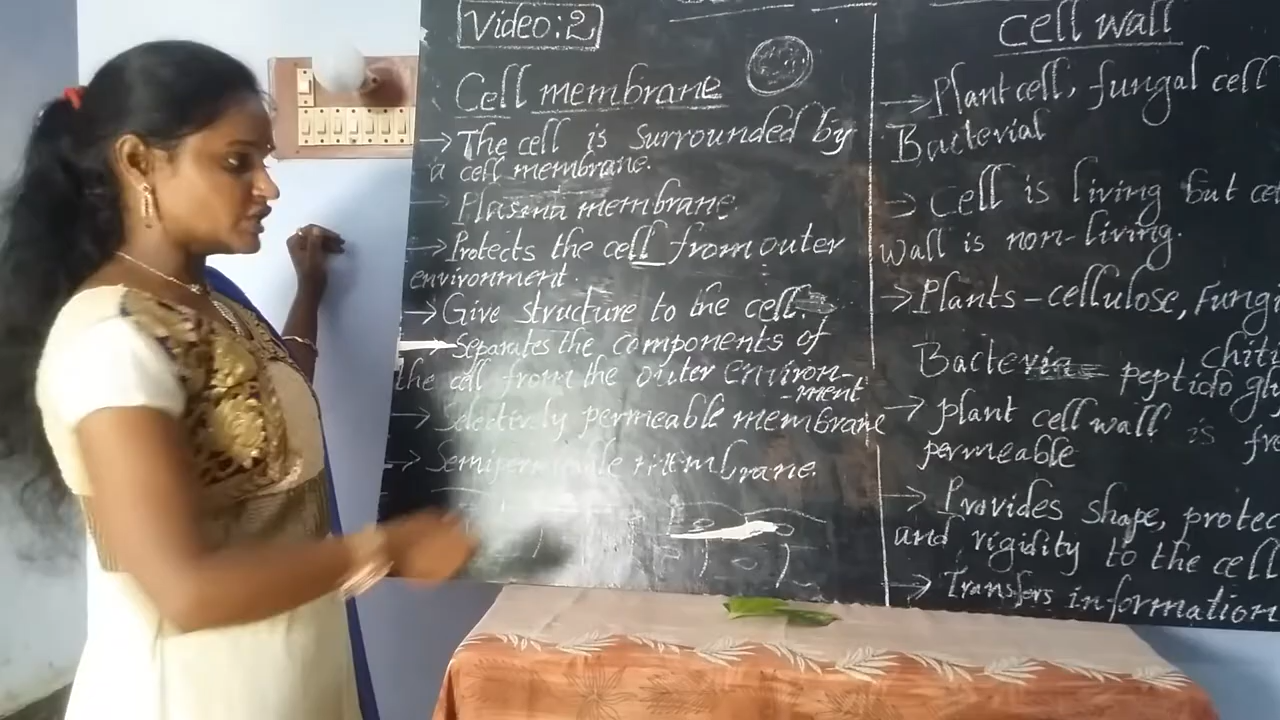 Video:2
Cell membrane
→ The cell is surrounded by
a cell membrane.
→ Plasma membrane.
→ Protects the cell from outer
environment.
→ Give structure to the cell.
→ Separates the components of
the cell from the outer environ-
-ment
→ Selectively permeable membrane
→ Semipermeable membrane.
Cell wall
→ Plant cell, fungal cell
Bacterial
→ Cell is living but ce
wall is non-living.
→ Plants - cellulose, Fungi
chiti
Bacteria peptidogly
→ plant cell wall is fre
permeable
→ Provides shape, protec
and rigidity to the cell
→ Transfers information